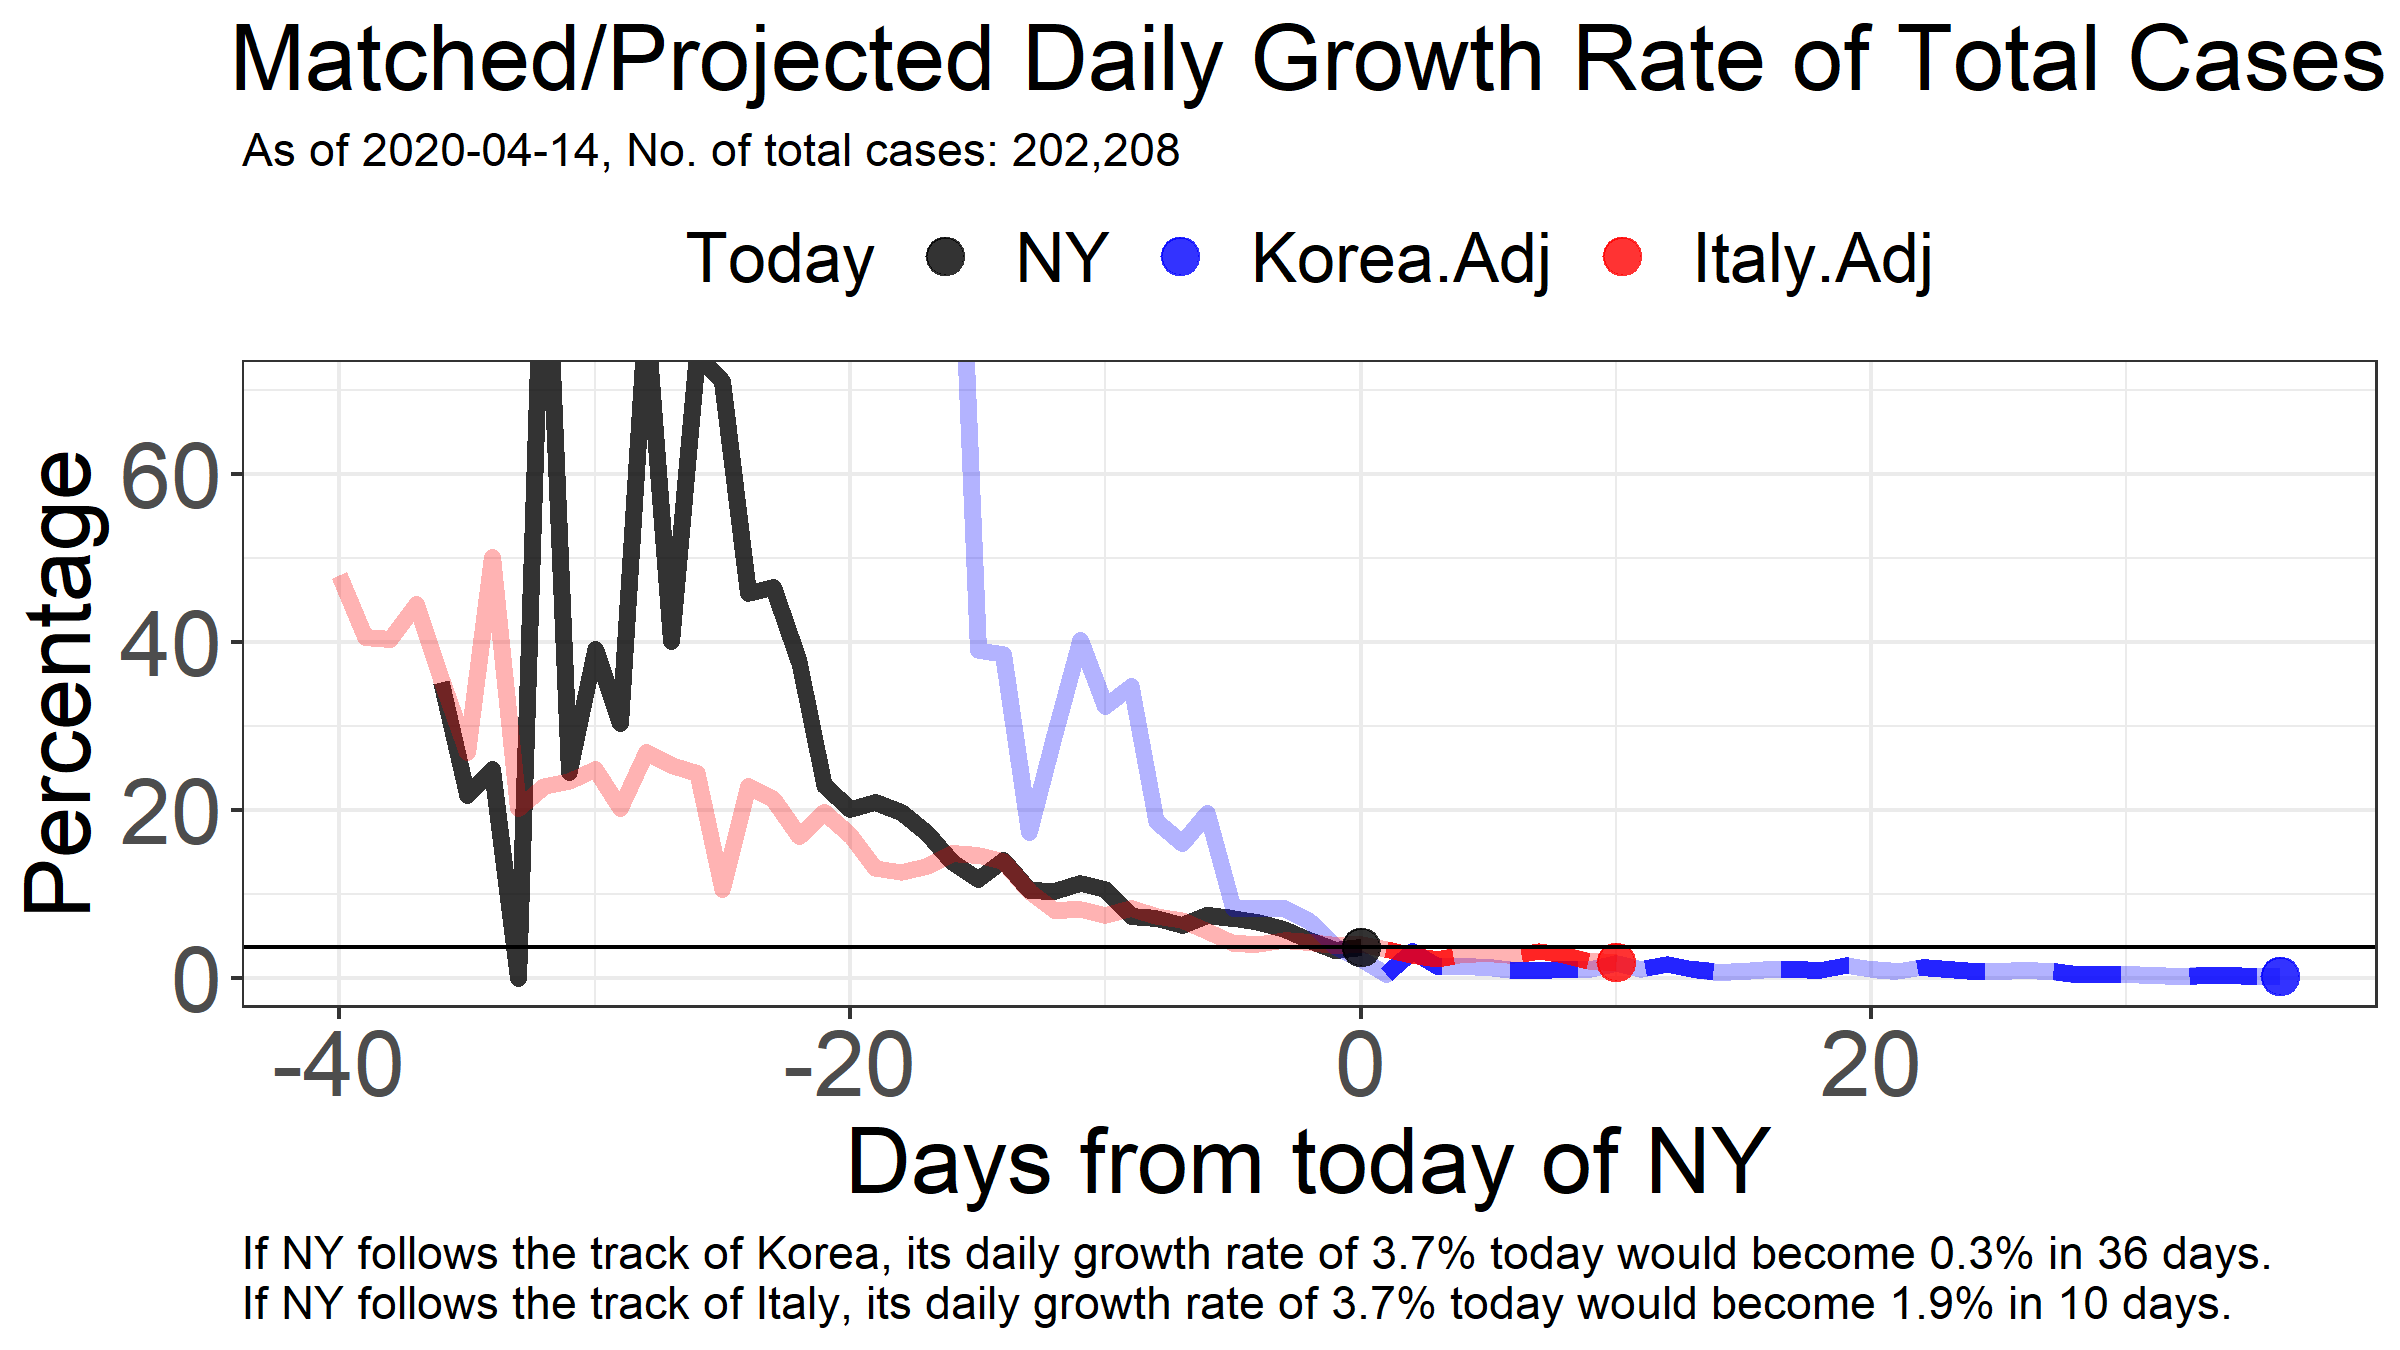 Matched/Projected Daily Growth Rate of Total Cases
As of 2020-04-14, No. of total cases: 202,208
Today NY Korea.Adj Italy.Adj
Percentage
60
40
20
0
-40 -20 0 20
Days from today of NY
If NY follows the track of Korea, its daily growth rate of 3.7% today would become 0.3% in 36 days.
If NY follows the track of Italy, its daily growth rate of 3.7% today would become 1.9% in 10 days.